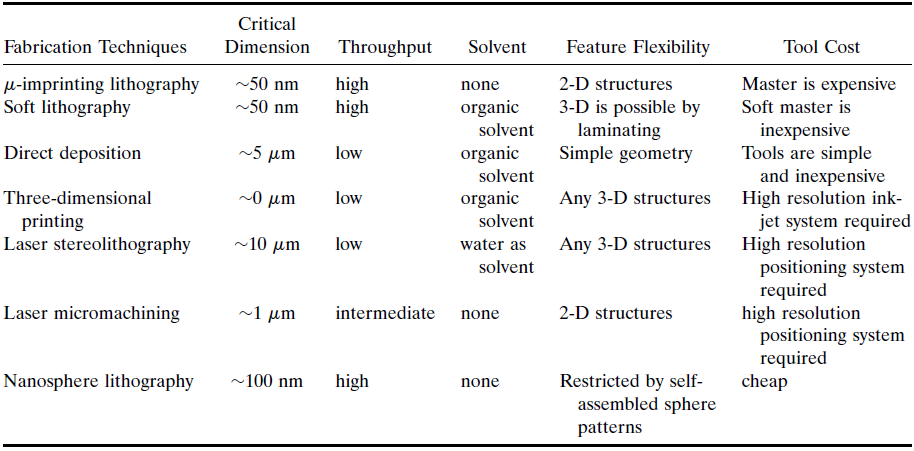 Critical
Fabrication Techniques Dimension Throughput Solvent Feature Flexibility Tool Cost
μ-imprinting lithography ∼50 nm high none 2-D structures Master is expensive
Soft lithography ∼50 nm high organic 3-D is possible by Soft master is
solvent laminating inexpensive
Direct deposition ∼5 μm low organic Simple geometry Tools are simple
solvent and inexpensive
Three-dimensional ∼0 μm low organic Any 3-D structures High resolution ink-
printing solvent jet system required
Laser stereolithography ∼10 μm low water as Any 3-D structures High resolution
solvent positioning system
required
Laser micromachining ∼1 μm intermediate none 2-D structures high resolution
positioning system
required
Nanosphere lithography ∼100 nm high none Restricted by self- cheap
assembled sphere
patterns